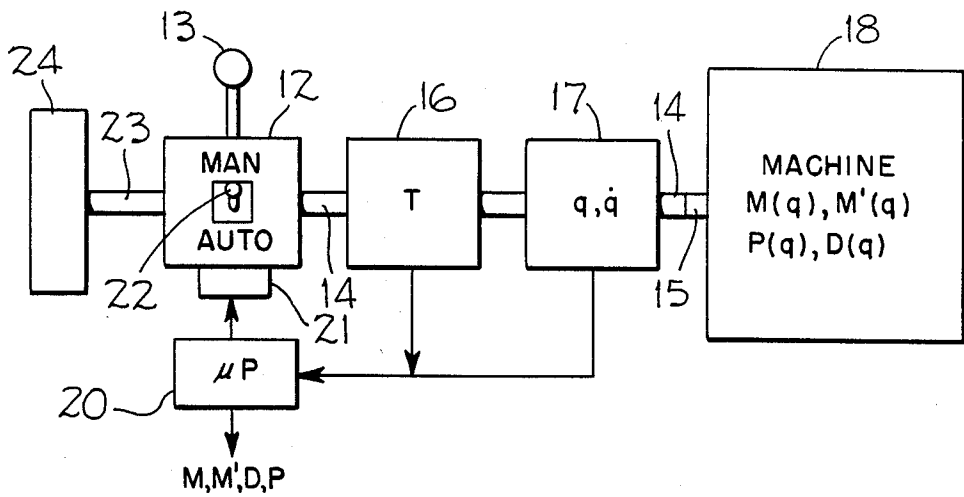 18
13
24
12
16
17
23
14
MAN
AUTO
T
q, q̇
MACHINE
M(q), M'(q)
P(q), D(q)
22
14
21
15
μP
20
M,M',D,P